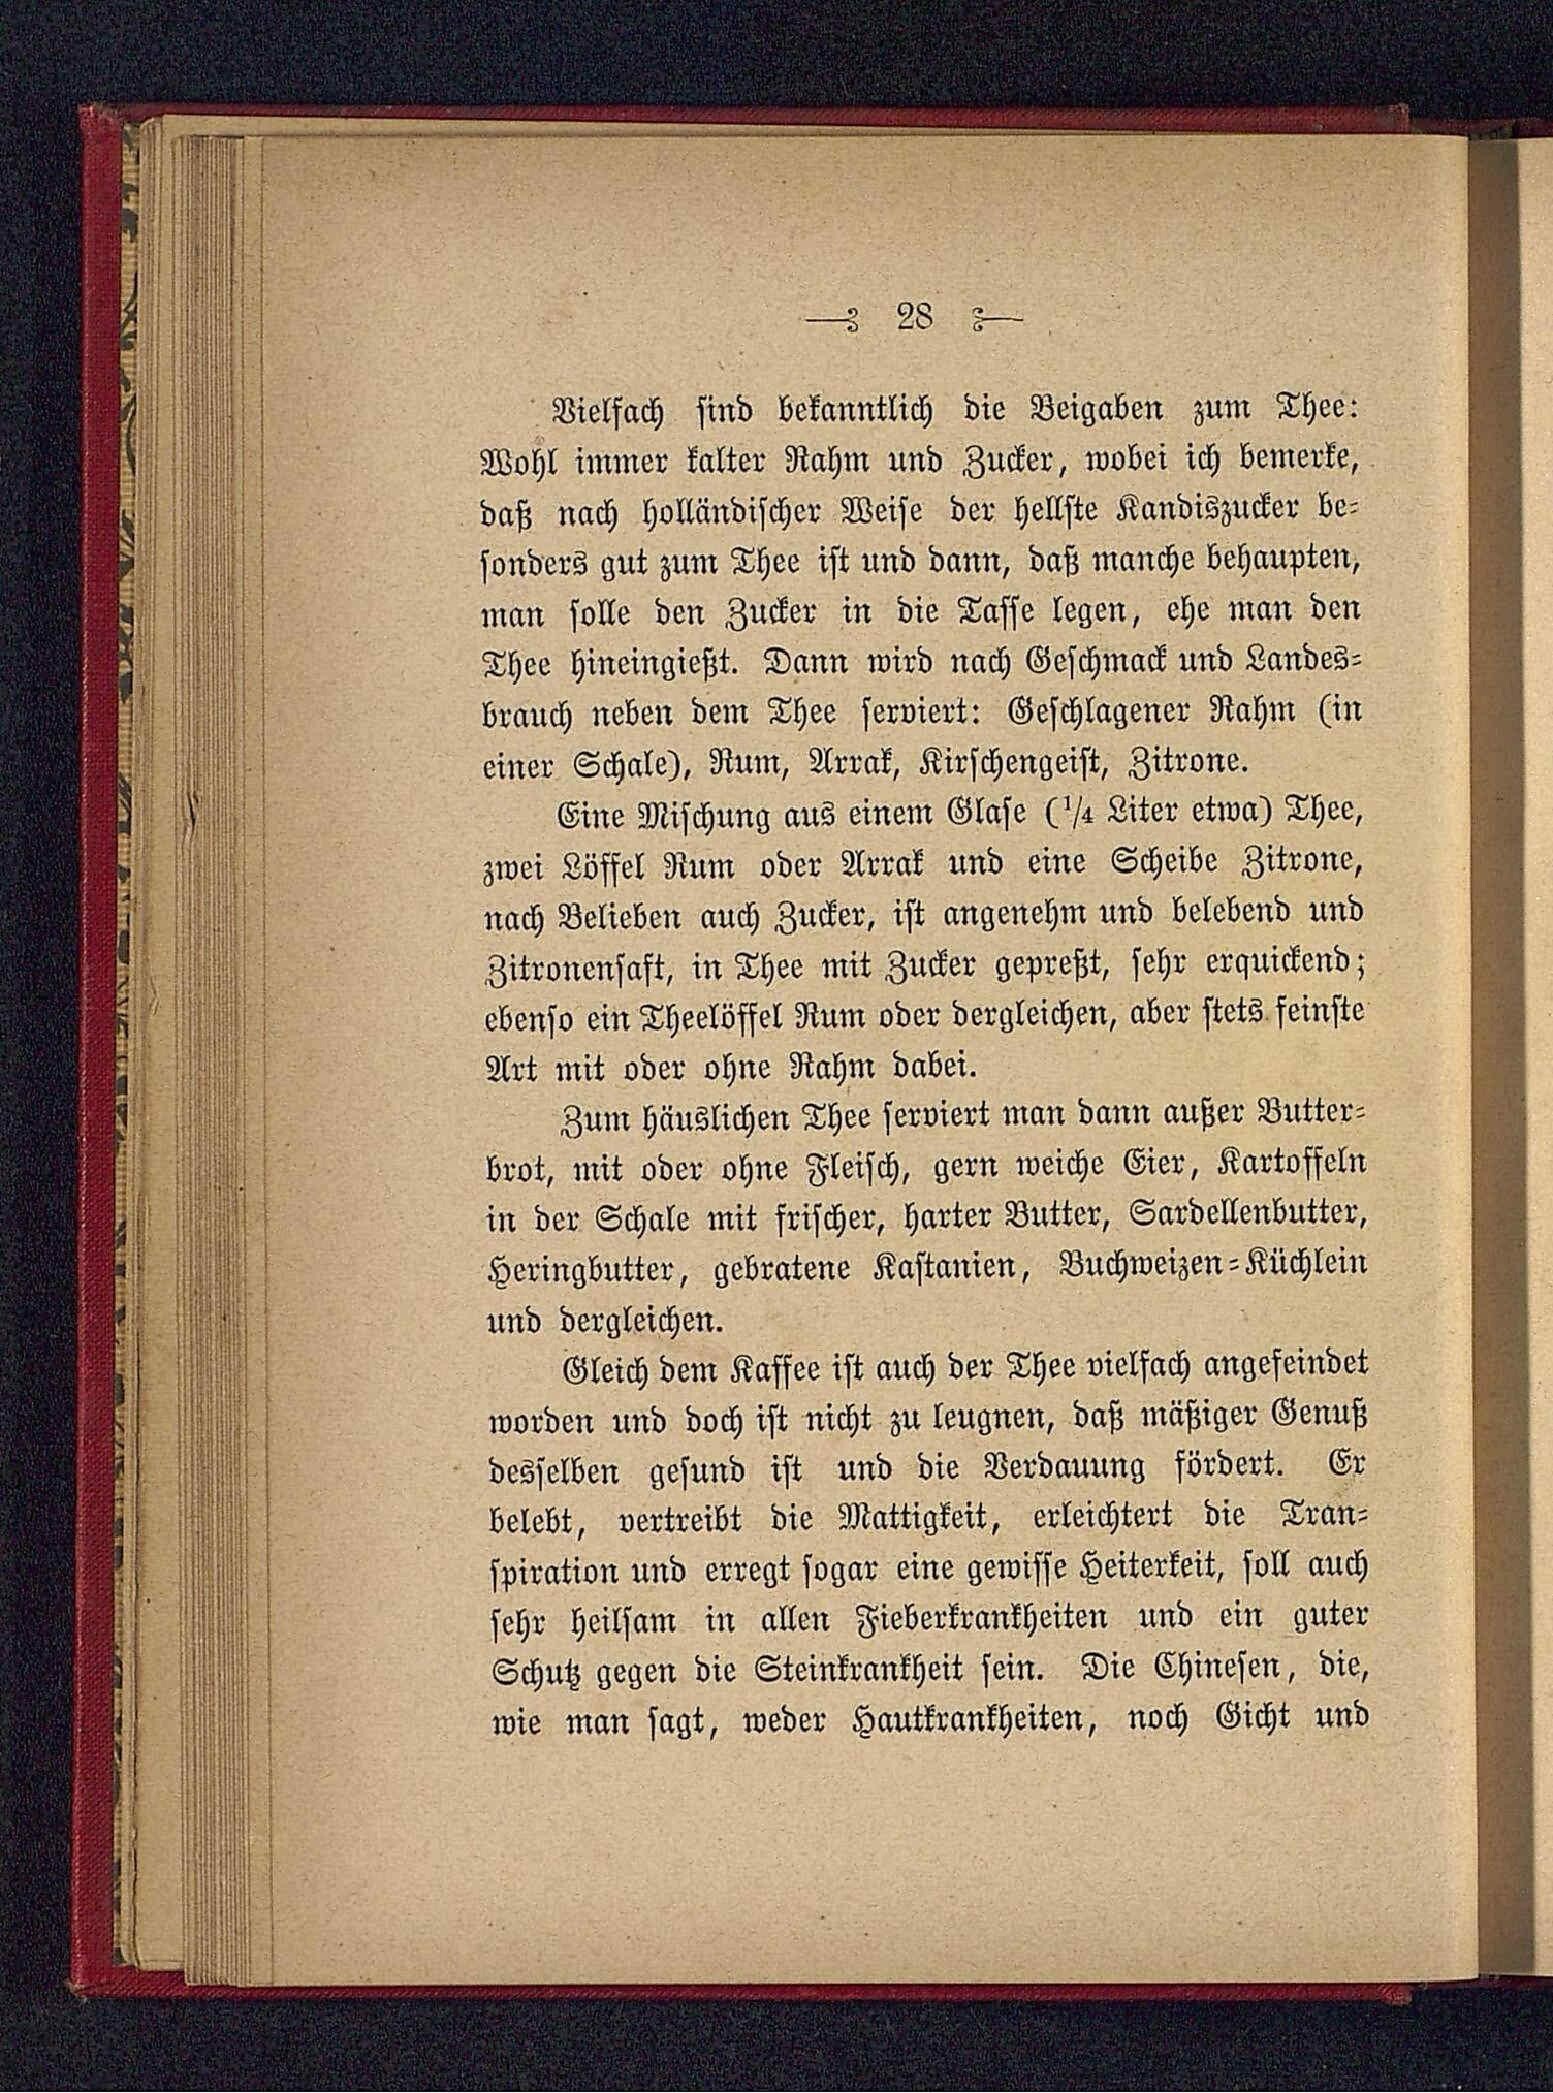 28
Vielfach sind bekanntlich die Beigaben zum Thee:
Wohl immer kalter Rahm und Zucker, wobei ich bemerke,
daß nach holländischer Weise der hellste Kandiszucker be-
sonders gut zum Thee ist und dann, daß manche behaupten,
man solle den Zucker in die Tasse legen, ehe man den
Thee hineingießt. Dann wird nach Geschmack und Landes-
brauch neben dem Thee serviert: Geschlagener Rahm (in
einer Schale), Rum, Arrak, Kirschengeist, Zitrone.
Eine Mischung aus einem Glase (1/4 Liter etwa) Thee,
zwei Löffel Rum oder Arrak und eine Scheibe Zitrone,
nach Belieben auch Zucker, ist angenehm und belebend und
Zitronensaft, in Thee mit Zucker gepreßt, sehr erquickend;
ebenso ein Theelöffel Rum oder dergleichen, aber stets feinste
Art mit oder ohne Rahm dabei.
Zum häuslichen Thee serviert man dann außer Butter-
brot, mit oder ohne Fleisch, gern weiche Eier, Kartoffeln
in der Schale mit frischer, harter Butter, Sardellenbutter,
Heringbutter, gebratene Kastanien, Buchweizen-Küchlein
und dergleichen.
Gleich dem Kaffee ist auch der Thee vielfach angefeindet
worden und doch ist nicht zu leugnen, daß mäßiger Genuß
desselben gesund ist und die Verdauung fördert. Er
belebt, vertreibt die Mattigkeit, erleichtert die Tran-
spiration und erregt sogar eine gewisse Heiterkeit, soll auch
sehr heilsam in allen Fieberkrankheiten und ein guter
Schutz gegen die Steinkrankheit sein. Die Chinesen, die,
wie man sagt, weder Hautkrankheiten, noch Gicht und